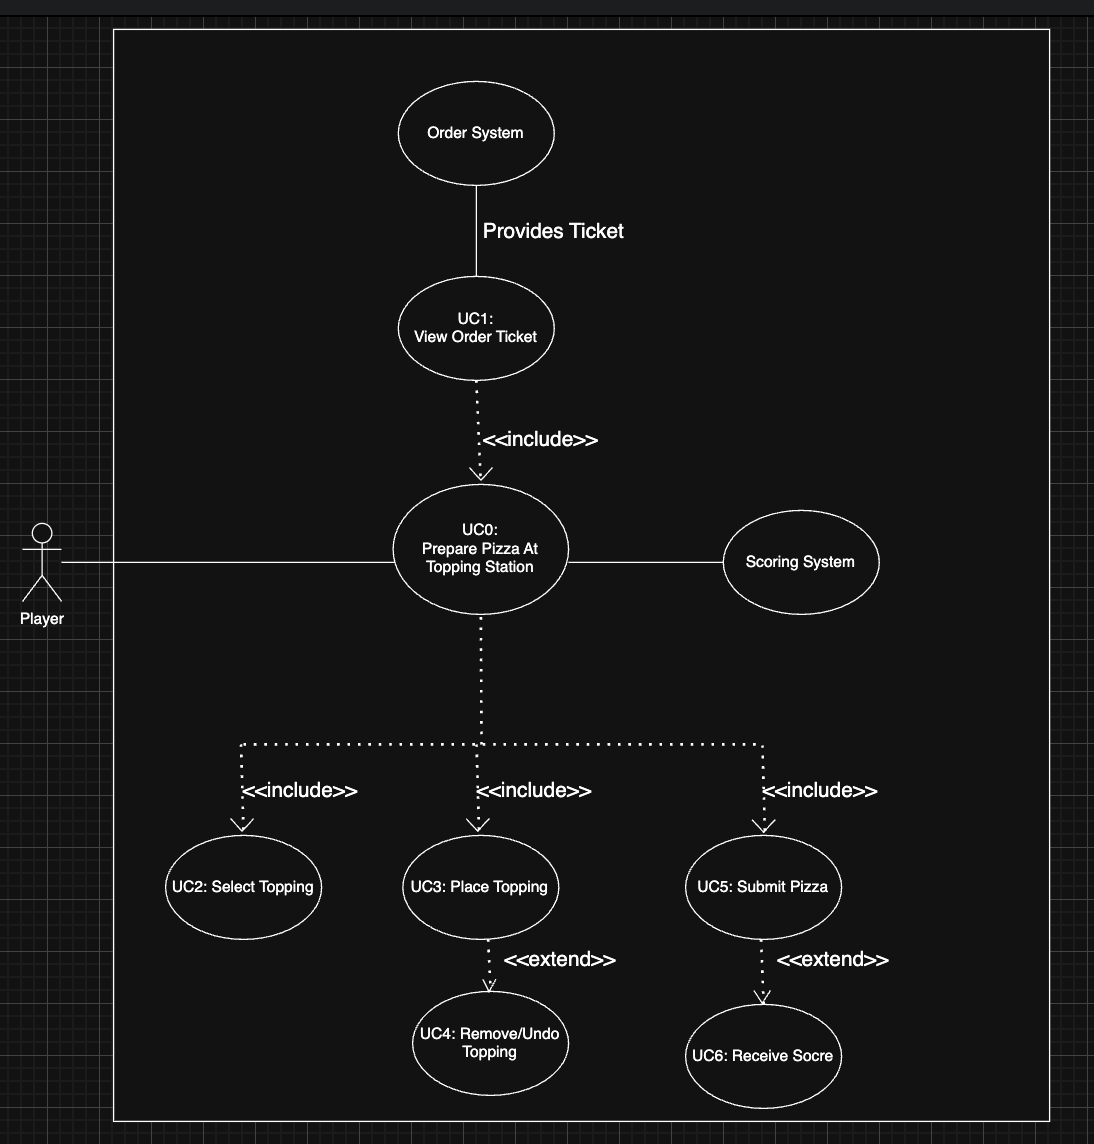 Order System
Provides Ticket
UC1:
View Order Ticket
<<include>>
UC0:
Prepare Pizza At
Topping Station
Scoring System
Player
<<include>>
<<include>>
<<include>>
UC2: Select Topping
UC3: Place Topping
UC5: Submit Pizza
<<extend>>
<<extend>>
UC4: Remove/Undo
Topping
UC6: Receive Socre